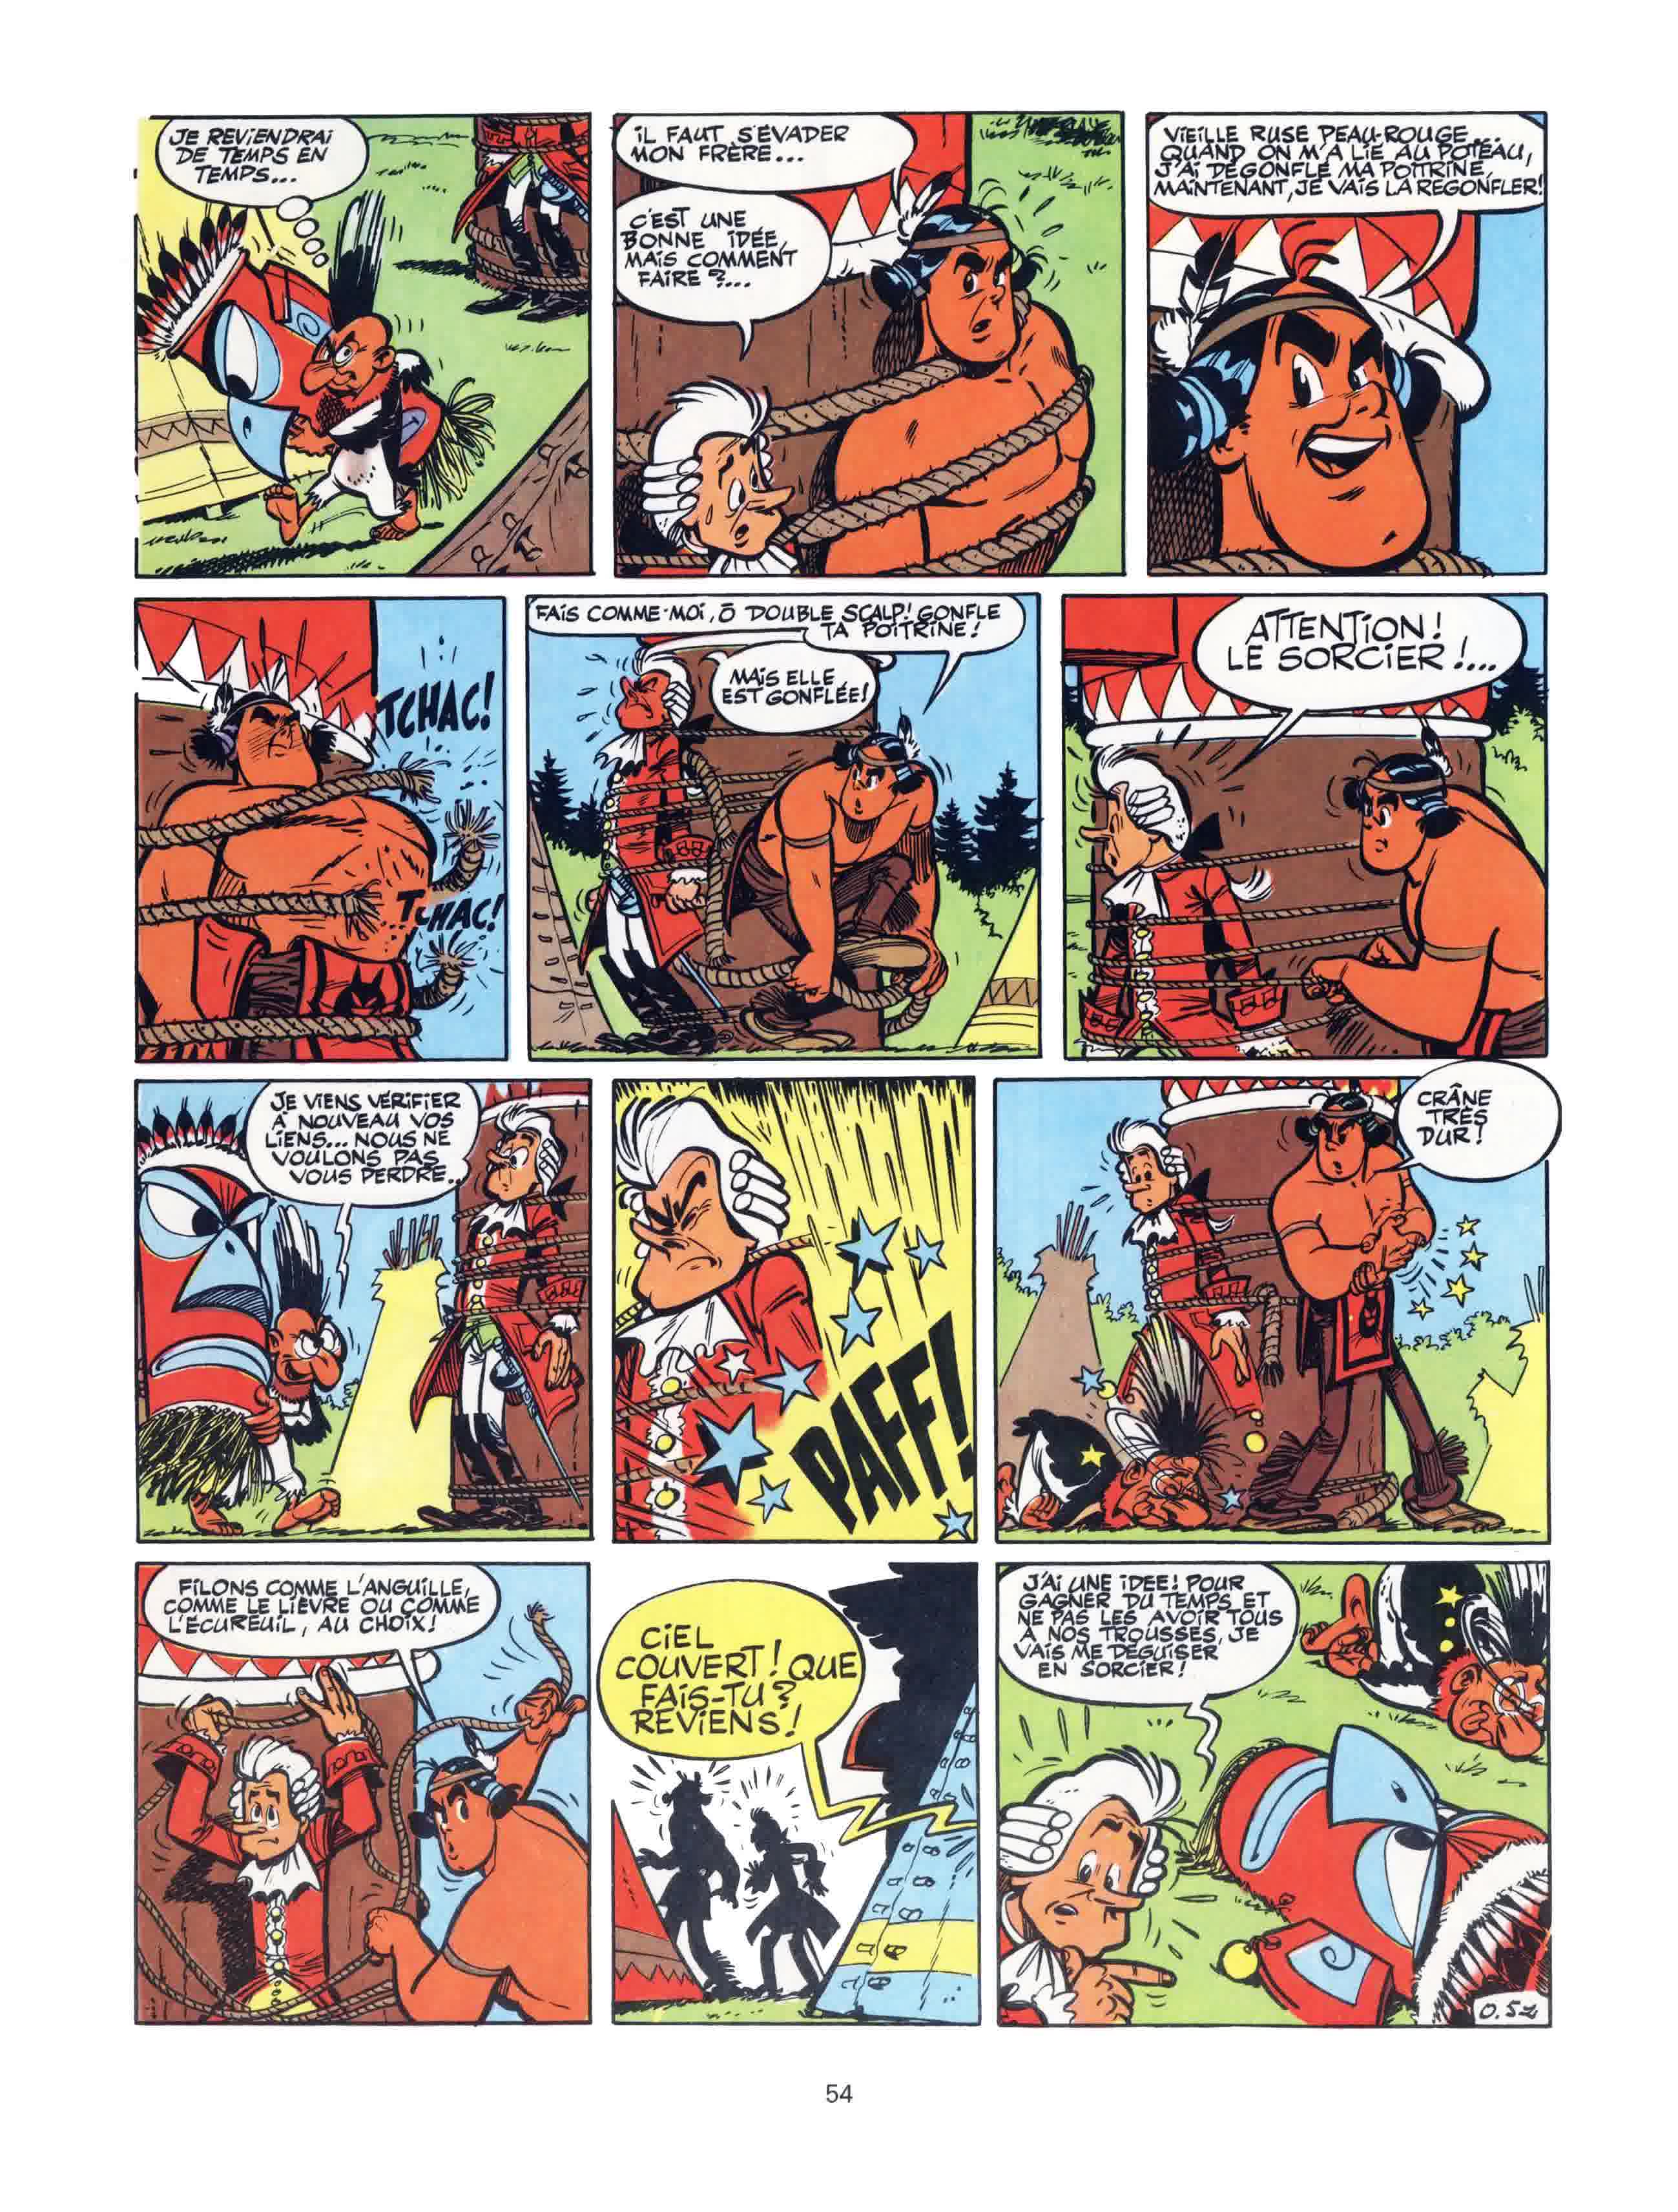 JE REVIENDRAI
DE TEMPS EN
TEMPS...
IL FAUT S'ÉVADER
MON FRÈRE...
C'EST UNE
BONNE IDÉE,
MAIS COMMENT
FAIRE ?...
VIEILLE RUSE PEAU-ROUGE...
QUAND ON M'A LIÉ AU POTEAU,
J'AI DÉGONFLÉ MA POITRINE,
MAINTENANT, JE VAIS LA REGONFLER!
TCHAC!
TCHAC!
FAIS COMME-MOI, Ô DOUBLE SCALP! GONFLE
TA POITRINE!
MAIS ELLE
EST GONFLÉE!
ATTENTION!
LE SORCIER!...
JE VIENS VÉRIFIER
À NOUVEAU VOS
LIENS... NOUS NE
VOULONS PAS
VOUS PERDRE..
PAFF!
CRÂNE
TRÈS
DUR!
FILONS COMME L'ANGUILLE,
COMME LE LIÈVRE OU COMME
L'ÉCUREUIL, AU CHOIX!
CIEL
COUVERT! QUE
FAIS-TU?
REVIENS!
J'AI UNE IDÉE! POUR
GAGNER DU TEMPS ET
NE PAS LES AVOIR TOUS
À NOS TROUSSES, JE
VAIS ME DÉGUISER
EN SORCIER!
O.52
54